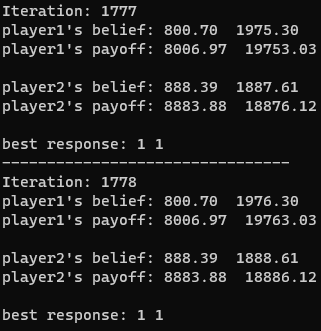 Iteration: 1777
player1's belief: 800.70  1975.30
player1's payoff: 8006.97  19753.03
player2's belief: 888.39  1887.61
player2's payoff: 8883.88  18876.12
best response: 1 1
--------------------------------
Iteration: 1778
player1's belief: 800.70  1976.30
player1's payoff: 8006.97  19763.03
player2's belief: 888.39  1888.61
player2's payoff: 8883.88  18886.12
best response: 1 1